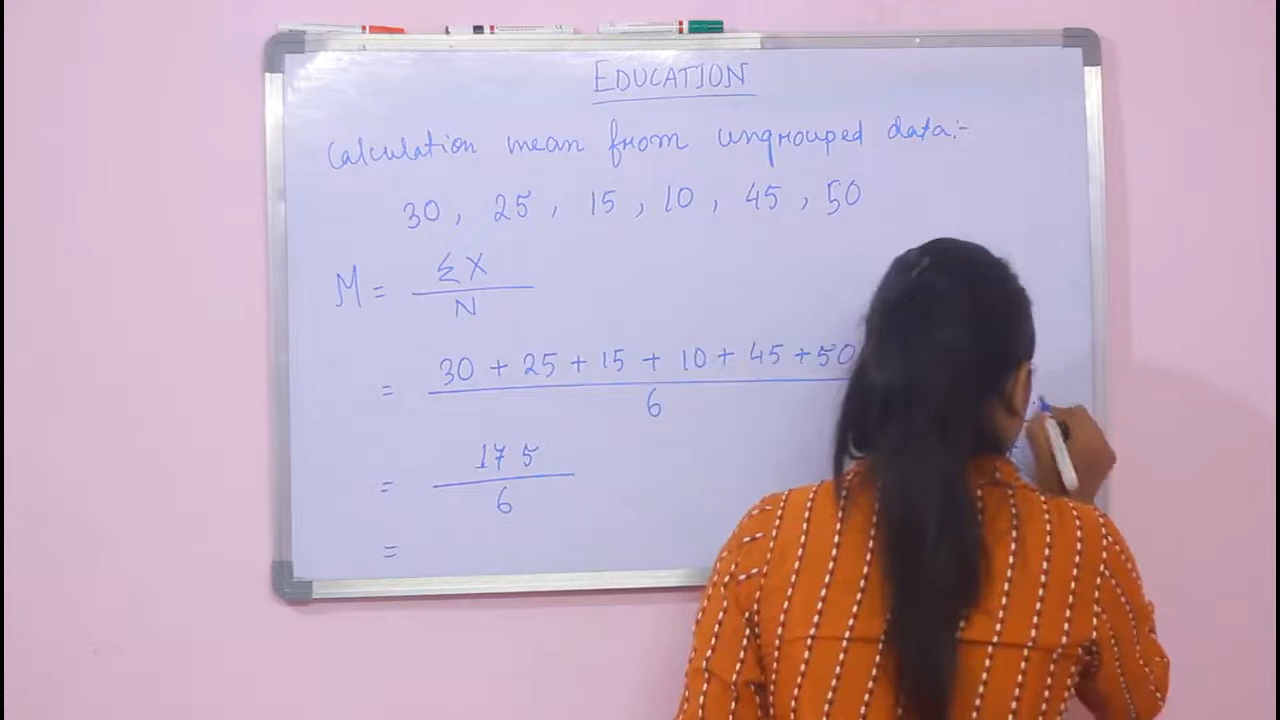 EDUCATION
Calculation mean from ungrouped data:-
30, 25, 15, 10, 45, 50
M = ΣX
N
= 30 + 25 + 15 + 10 + 45 + 50
6
= 175
6
=